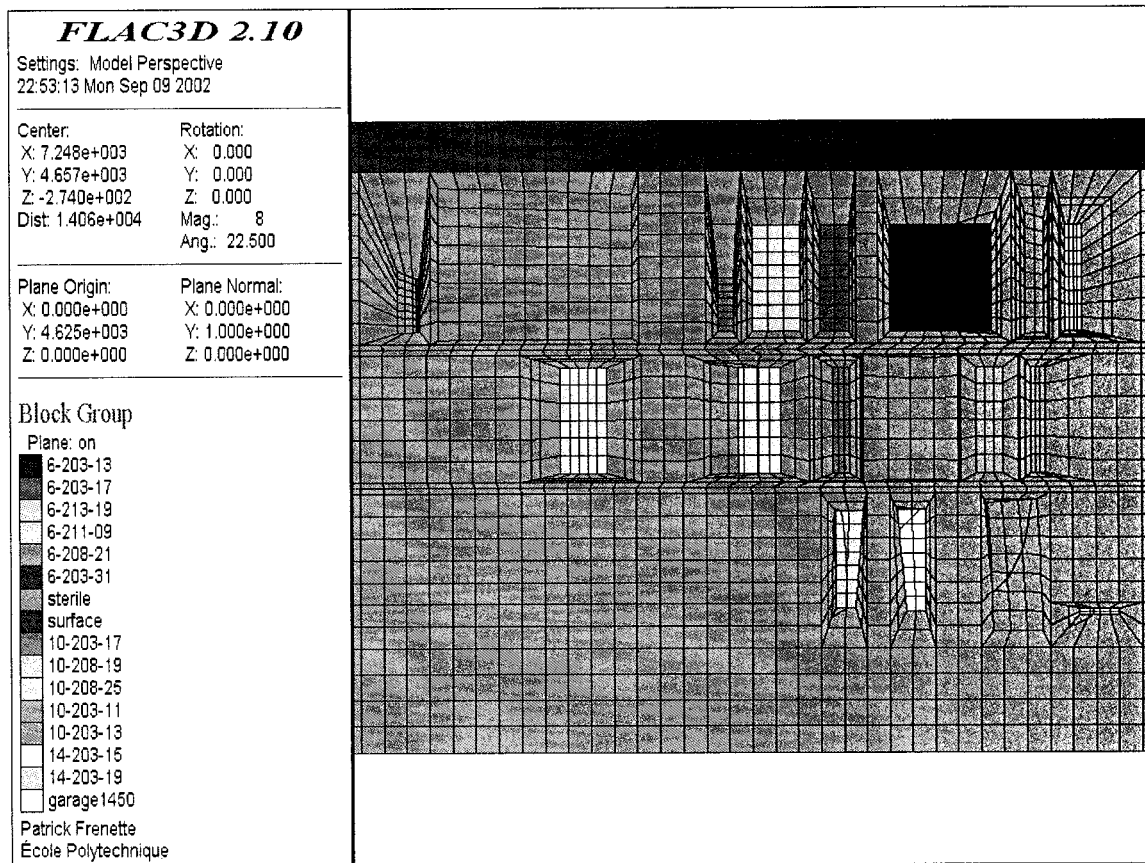 FLAC3D 2.10
Settings: Model Perspective
22:53:13 Mon Sep 09 2002
Center: Rotation:
X: 7.248e+003 X: 0.000
Y: 4.657e+003 Y: 0.000
Z: -2.740e+002 Z: 0.000
Dist: 1.406e+004 Mag.: 8
Ang.: 22.500
Plane Origin: Plane Normal:
X: 0.000e+000 X: 0.000e+000
Y: 4.625e+003 Y: 1.000e+000
Z: 0.000e+000 Z: 0.000e+000
Block Group
Plane: on
6-203-13
6-203-17
6-213-19
6-211-09
6-208-21
6-203-31
sterile
surface
10-203-17
10-208-19
10-208-25
10-203-11
10-203-13
14-203-15
14-203-19
garage1450
Patrick Frenette
École Polytechnique